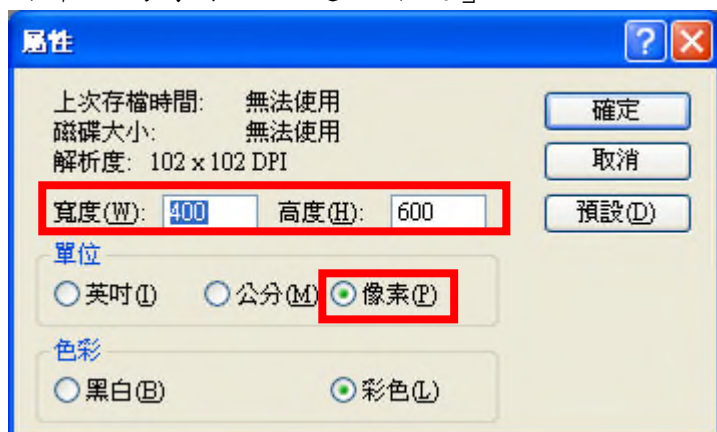 屬性
上次存檔時間: 無法使用
磁碟大小: 無法使用
解析度: 102 x 102 DPI
寬度(W): 400 高度(H): 600
單位
英吋(I) 公分(M) 像素(P)
色彩
黑白(B) 彩色(L)
確定
取消
預設(D)